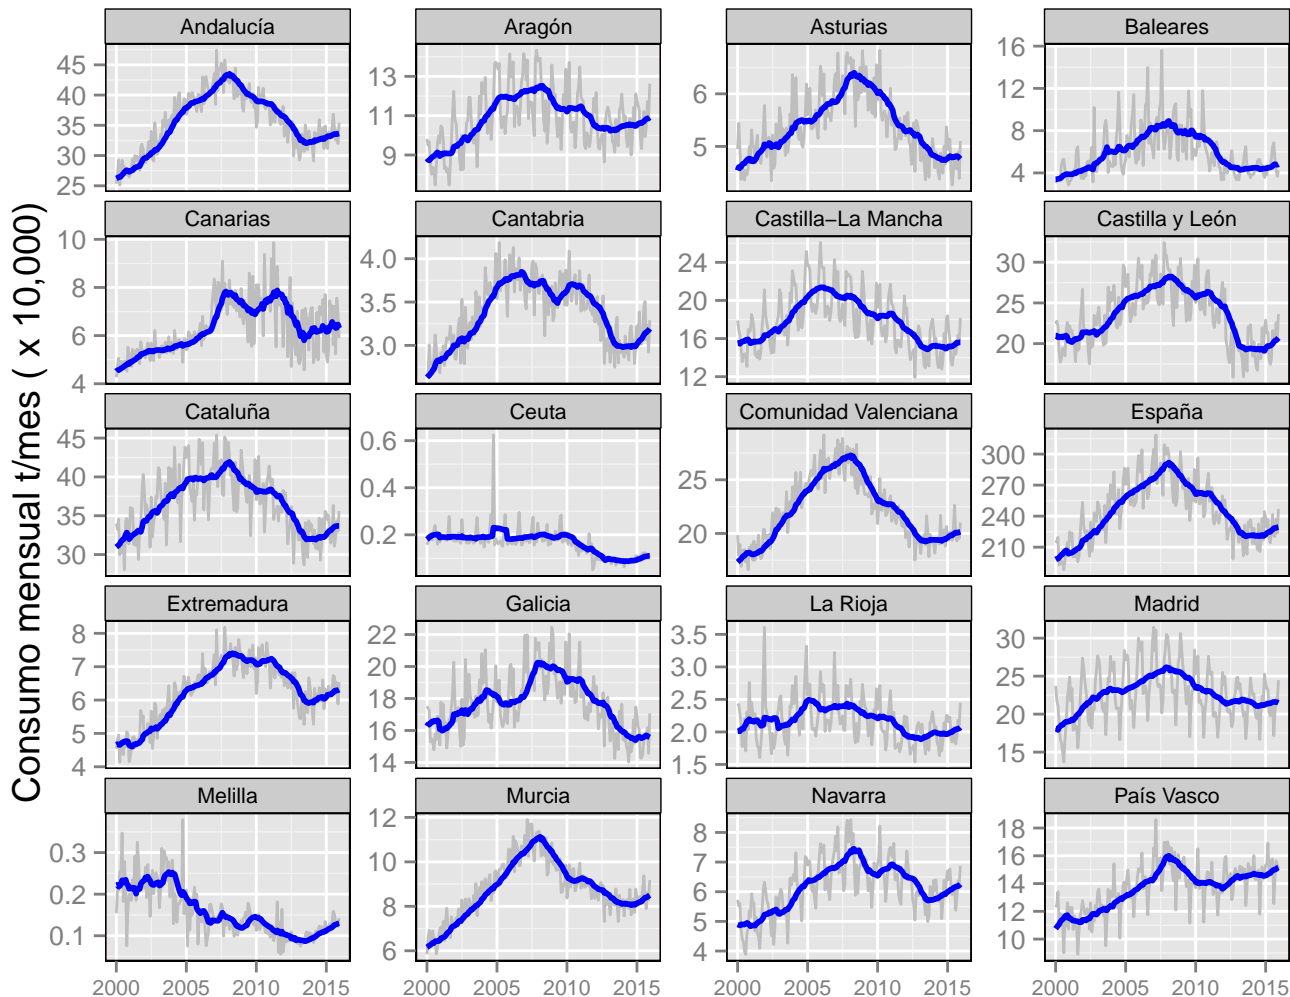 Consumo mensual t/mes ( x 10,000)
Andalucía Aragón Asturias Baleares
45 40 35 30 25
13 11 9
6 5
16 12 8 4
Canarias Cantabria Castilla−La Mancha Castilla y León
10 8 6 4
4.0 3.5 3.0
24 20 16 12
30 25 20
Cataluña Ceuta Comunidad Valenciana España
45 40 35 30
0.6 0.4 0.2
25 20
300 270 240 210
Extremadura Galicia La Rioja Madrid
8 7 6 5 4
22 20 18 16 14
3.5 3.0 2.5 2.0 1.5
30 25 20 15
Melilla Murcia Navarra País Vasco
0.3 0.2 0.1
12 10 8 6
8 7 6 5 4
18 16 14 12 10
2000 2005 2010 2015 2000 2005 2010 2015 2000 2005 2010 2015 2000 2005 2010 2015